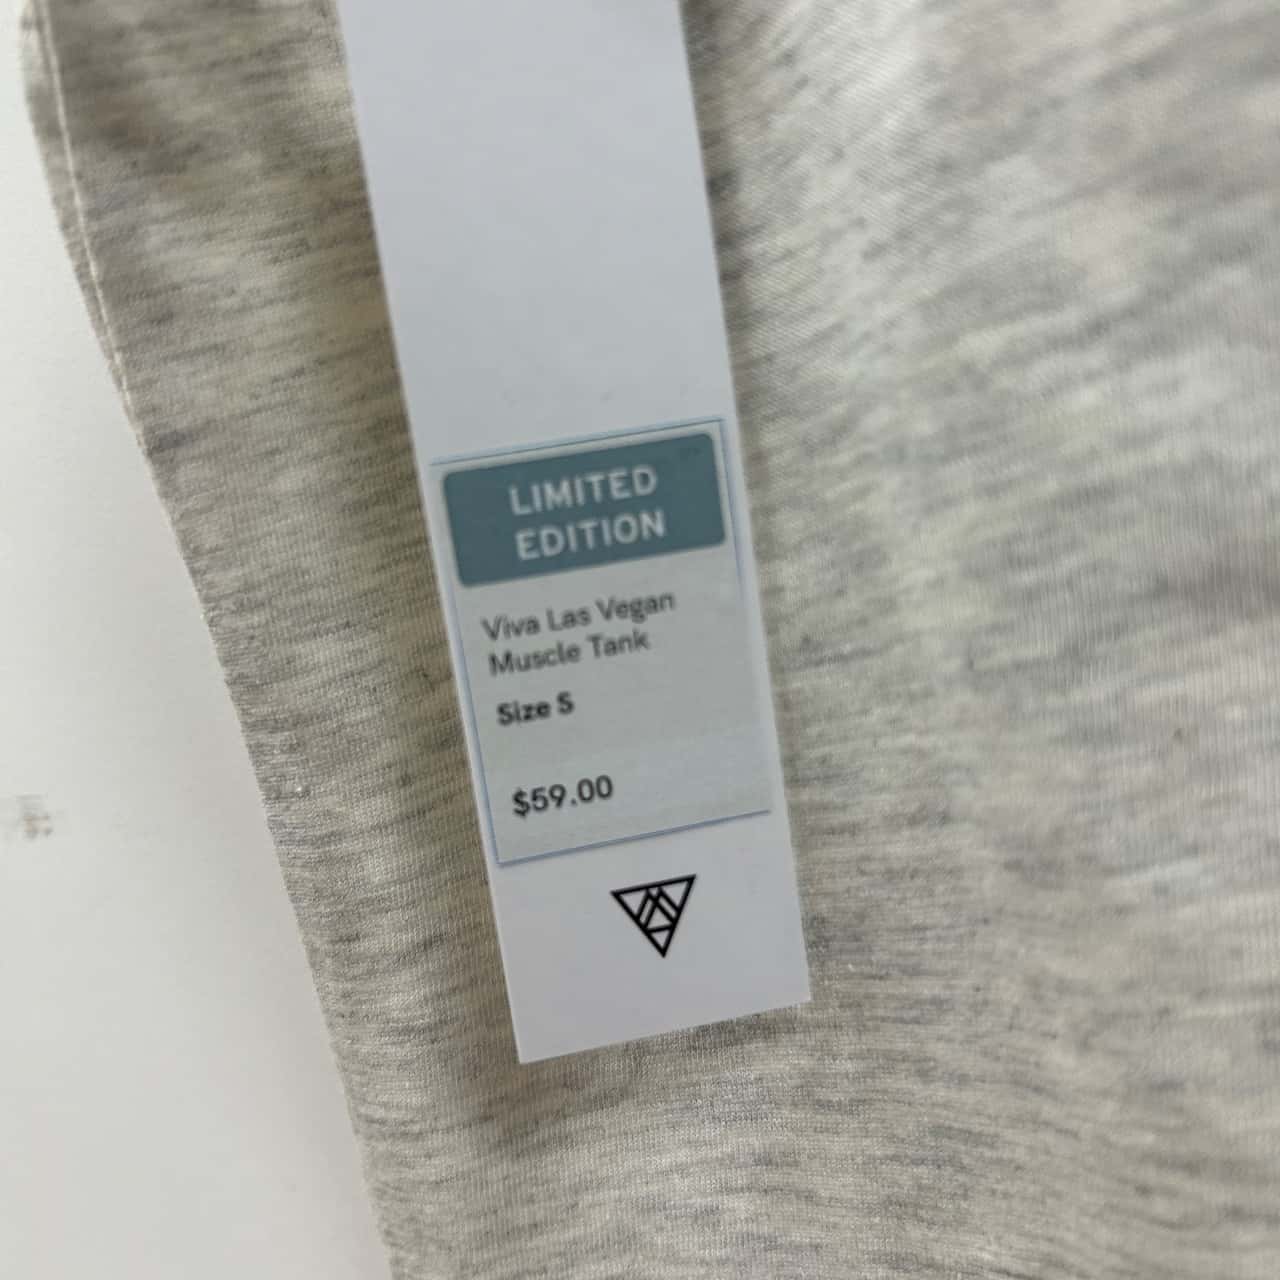 LIMITED
EDITION
Viva Las Vegan
Muscle Tank
Size S
$59.00